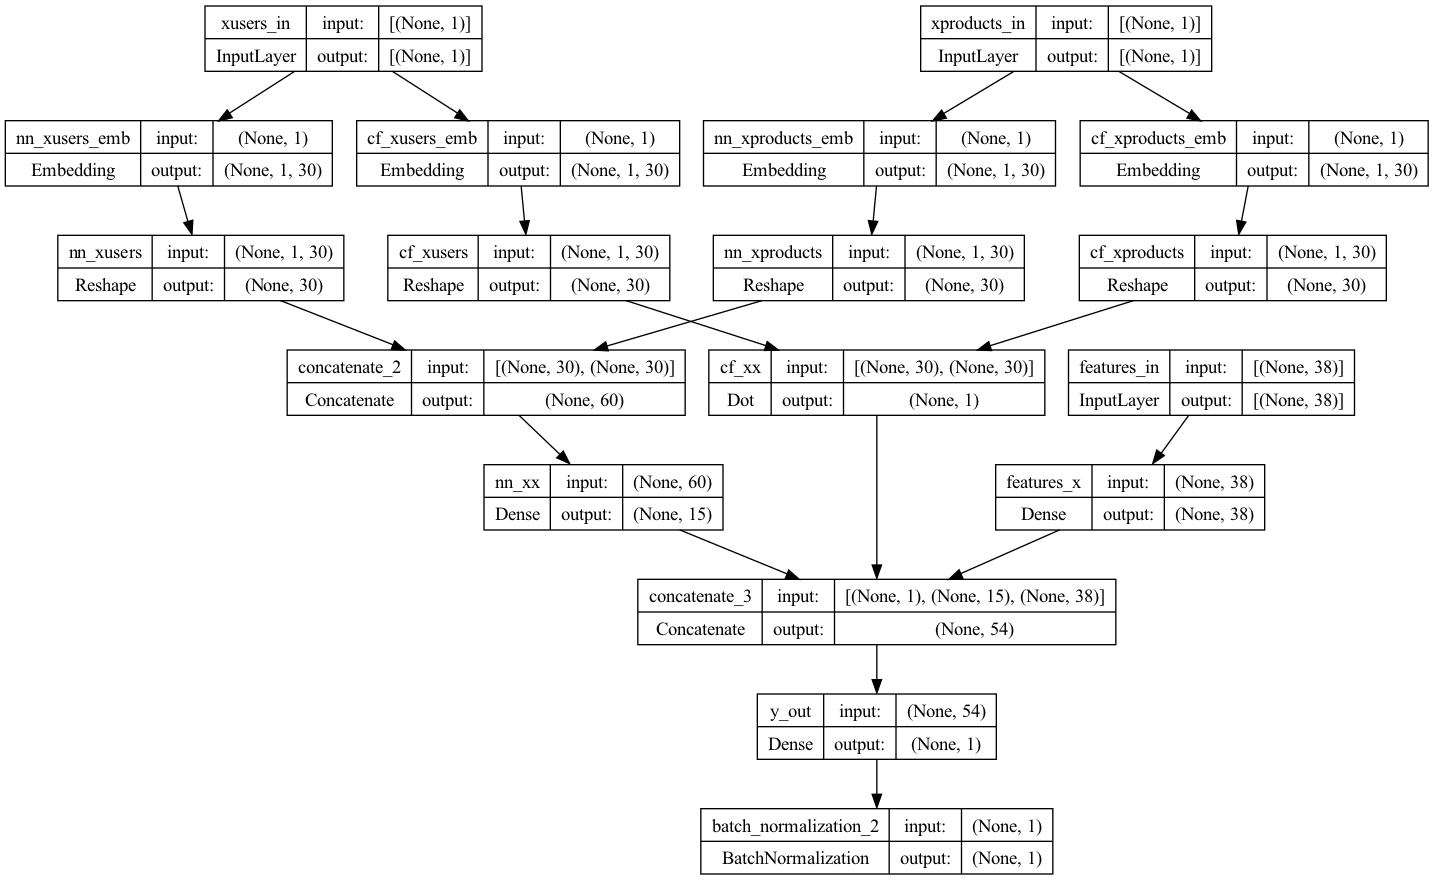 xusers_in input: [(None, 1)]
InputLayer output: [(None, 1)]
xproducts_in input: [(None, 1)]
InputLayer output: [(None, 1)]
nn_xusers_emb input: (None, 1)
Embedding output: (None, 1, 30)
cf_xusers_emb input: (None, 1)
Embedding output: (None, 1, 30)
nn_xproducts_emb input: (None, 1)
Embedding output: (None, 1, 30)
cf_xproducts_emb input: (None, 1)
Embedding output: (None, 1, 30)
nn_xusers input: (None, 1, 30)
Reshape output: (None, 30)
cf_xusers input: (None, 1, 30)
Reshape output: (None, 30)
nn_xproducts input: (None, 1, 30)
Reshape output: (None, 30)
cf_xproducts input: (None, 1, 30)
Reshape output: (None, 30)
concatenate_2 input: [(None, 30), (None, 30)]
Concatenate output: (None, 60)
cf_xx input: [(None, 30), (None, 30)]
Dot output: (None, 1)
features_in input: [(None, 38)]
InputLayer output: [(None, 38)]
nn_xx input: (None, 60)
Dense output: (None, 15)
features_x input: (None, 38)
Dense output: (None, 38)
concatenate_3 input: [(None, 1), (None, 15), (None, 38)]
Concatenate output: (None, 54)
y_out input: (None, 54)
Dense output: (None, 1)
batch_normalization_2 input: (None, 1)
BatchNormalization output: (None, 1)